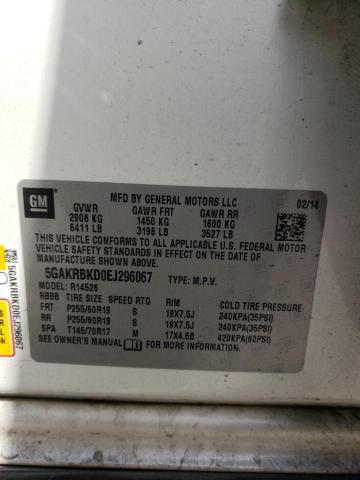 GM
MFD BY GENERAL MOTORS LLC 02/14
GVWR GAWR FRT GAWR RR
2908 KG 1450 KG 1600 KG
6411 LB 3196 LB 3527 LB
THIS VEHICLE CONFORMS TO ALL APPLICABLE U.S. FEDERAL MOTOR
VEHICLE SAFETY STANDARDS IN EFFECT ON THE DATE OF
MANUFACTURE SHOWN ABOVE.
5GAKRBKD0EJ296067 TYPE: M.P.V.
MODEL: R14526
RBBB TIRE SIZE SPEED RTG RIM COLD TIRE PRESSURE
FRT P255/60R19 S 19X7.5J 240KPA(35PSI)
RR P255/60R19 S 19X7.5J 240KPA(35PSI)
SPA T145/70R17 M 17X4.5B 420KPA(60PSI)
SEE OWNER'S MANUAL FOR MORE INFORMATION.
5GAKRBKD0EJ296067